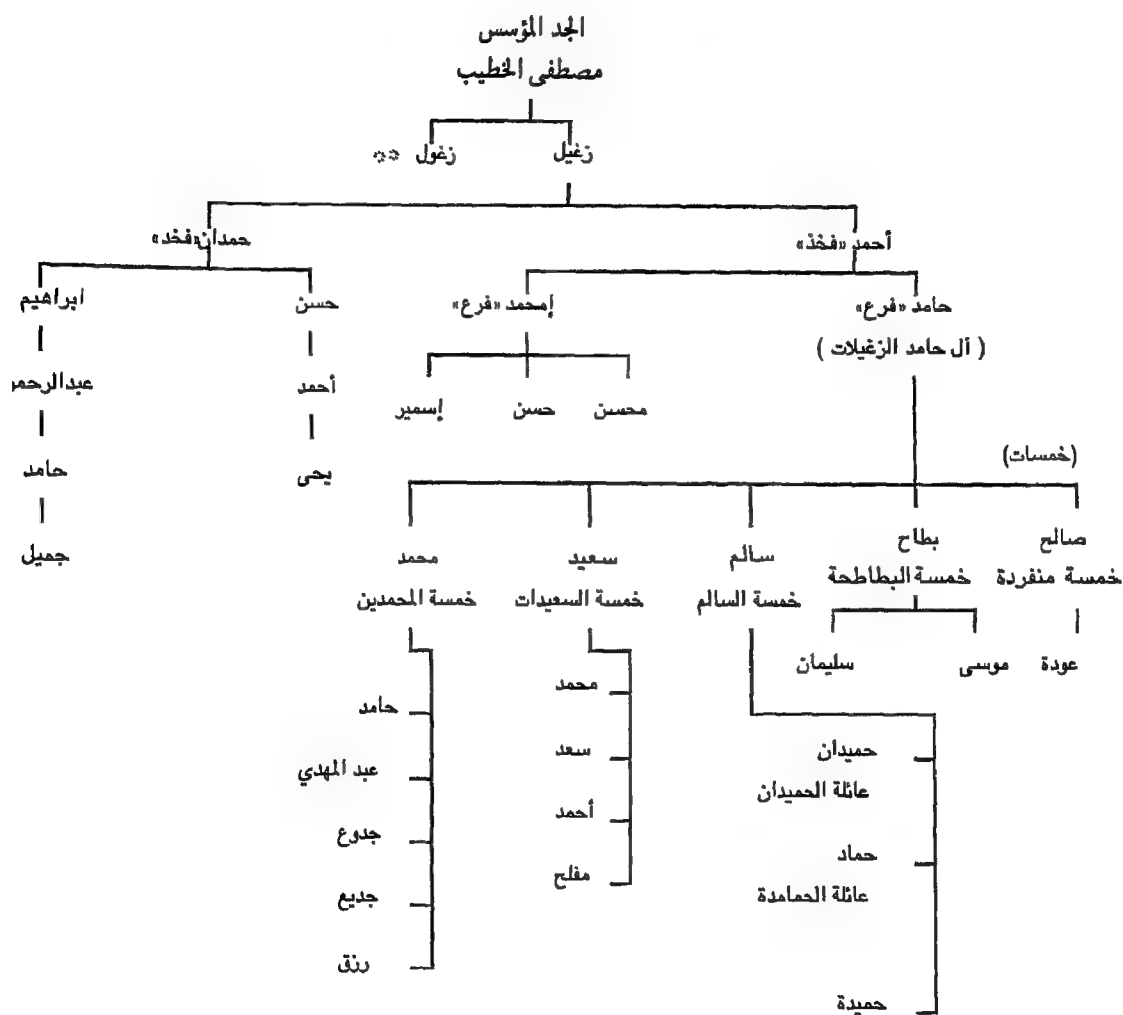 الجد المؤسس
مصطفى الخطيب
زغيل
زغول **
أحمد «فخذ»
حمدان «فخد»
حامد «فرع»
إمحمد «فرع»
حسن
ابراهيم
( آل حامد الزغيلات )
أحمد
محسن
حسن
إسمير
حامد
يحى
(خمسات)
جميل
صالح
بطاح
سالم
سعيد
محمد
خمسة منفردة
خمسة البطاطحة
خمسة السالم
خمسة السعيدات
خمسة المحمدين
عودة
موسى
سليمان
محمد
حامد
حميدان
سعد
عبد المهدي
عائلة الحميدان
أحمد
جدوع
حماد
مفلح
جديع
عائلة الحمامدة
رزق
حميدة